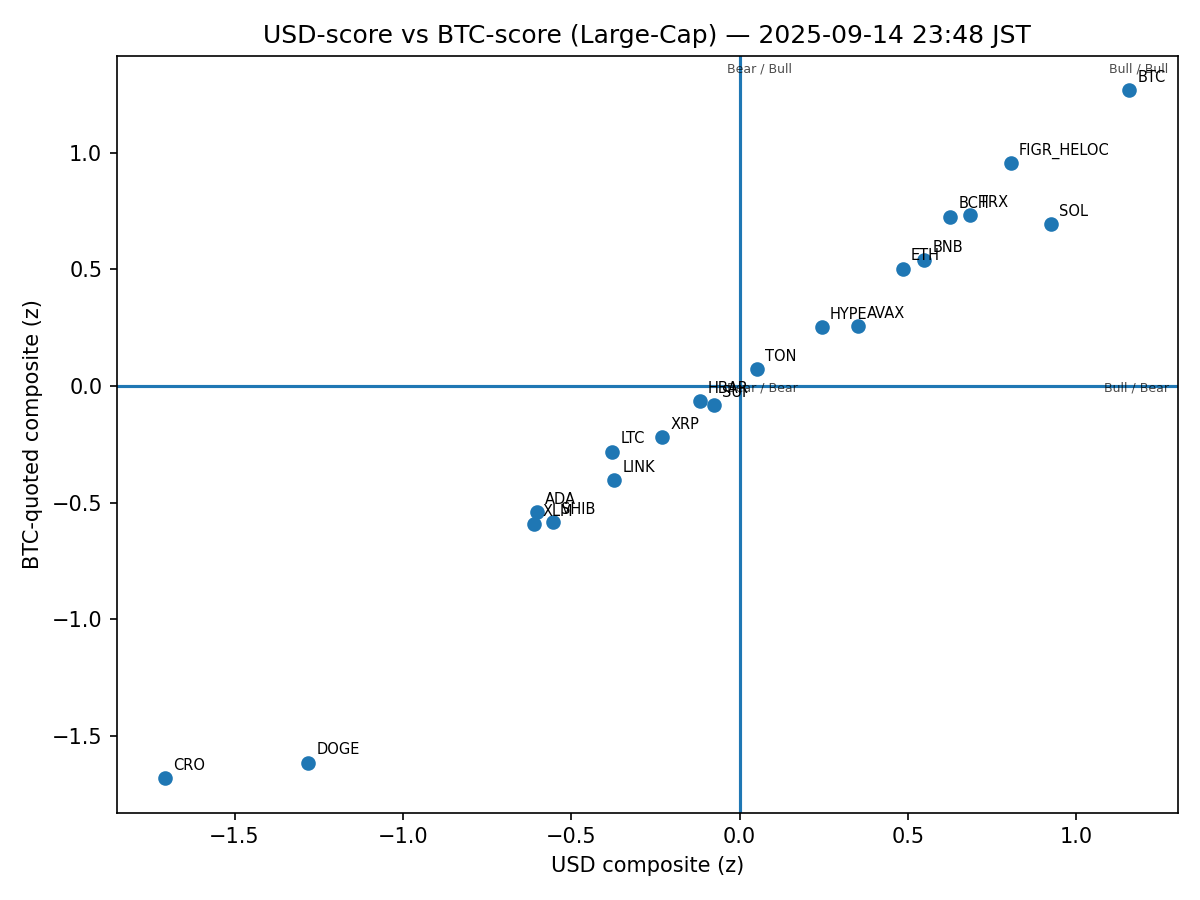 USD-score vs BTC-score (Large-Cap) — 2025-09-14 23:48 JST
Bear / Bull
Bull / Bull
BTC
FIGR_HELOC
BCH
TRX
SOL
BNB
ETH
HYPE
AVAX
TON
HBAR
SUI
Bear / Bear
Bull / Bear
XRP
LTC
LINK
ADA
XLM
SHIB
DOGE
CRO
1.0
0.5
0.0
−0.5
−1.0
−1.5
BTC-quoted composite (z)
−1.5
−1.0
−0.5
0.0
0.5
1.0
USD composite (z)